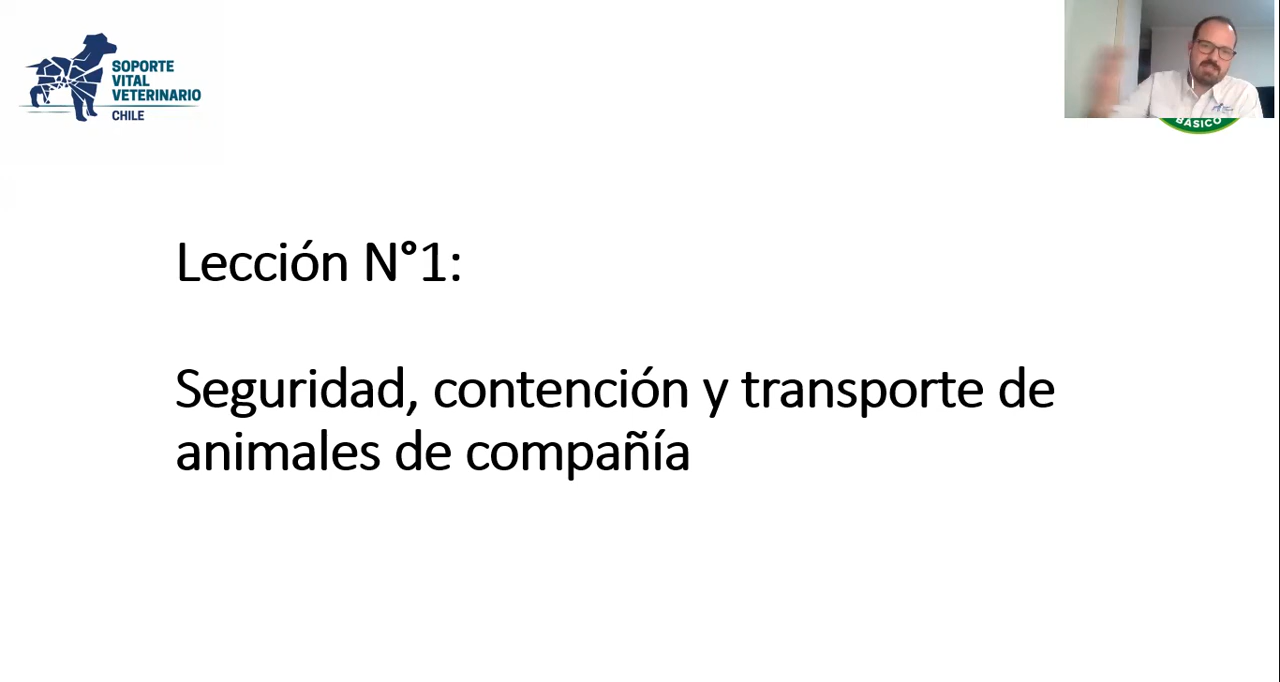 SOPORTE
VITAL
VETERINARIO
CHILE
BÁSICO
Lección N°1:
Seguridad, contención y transporte de
animales de compañía